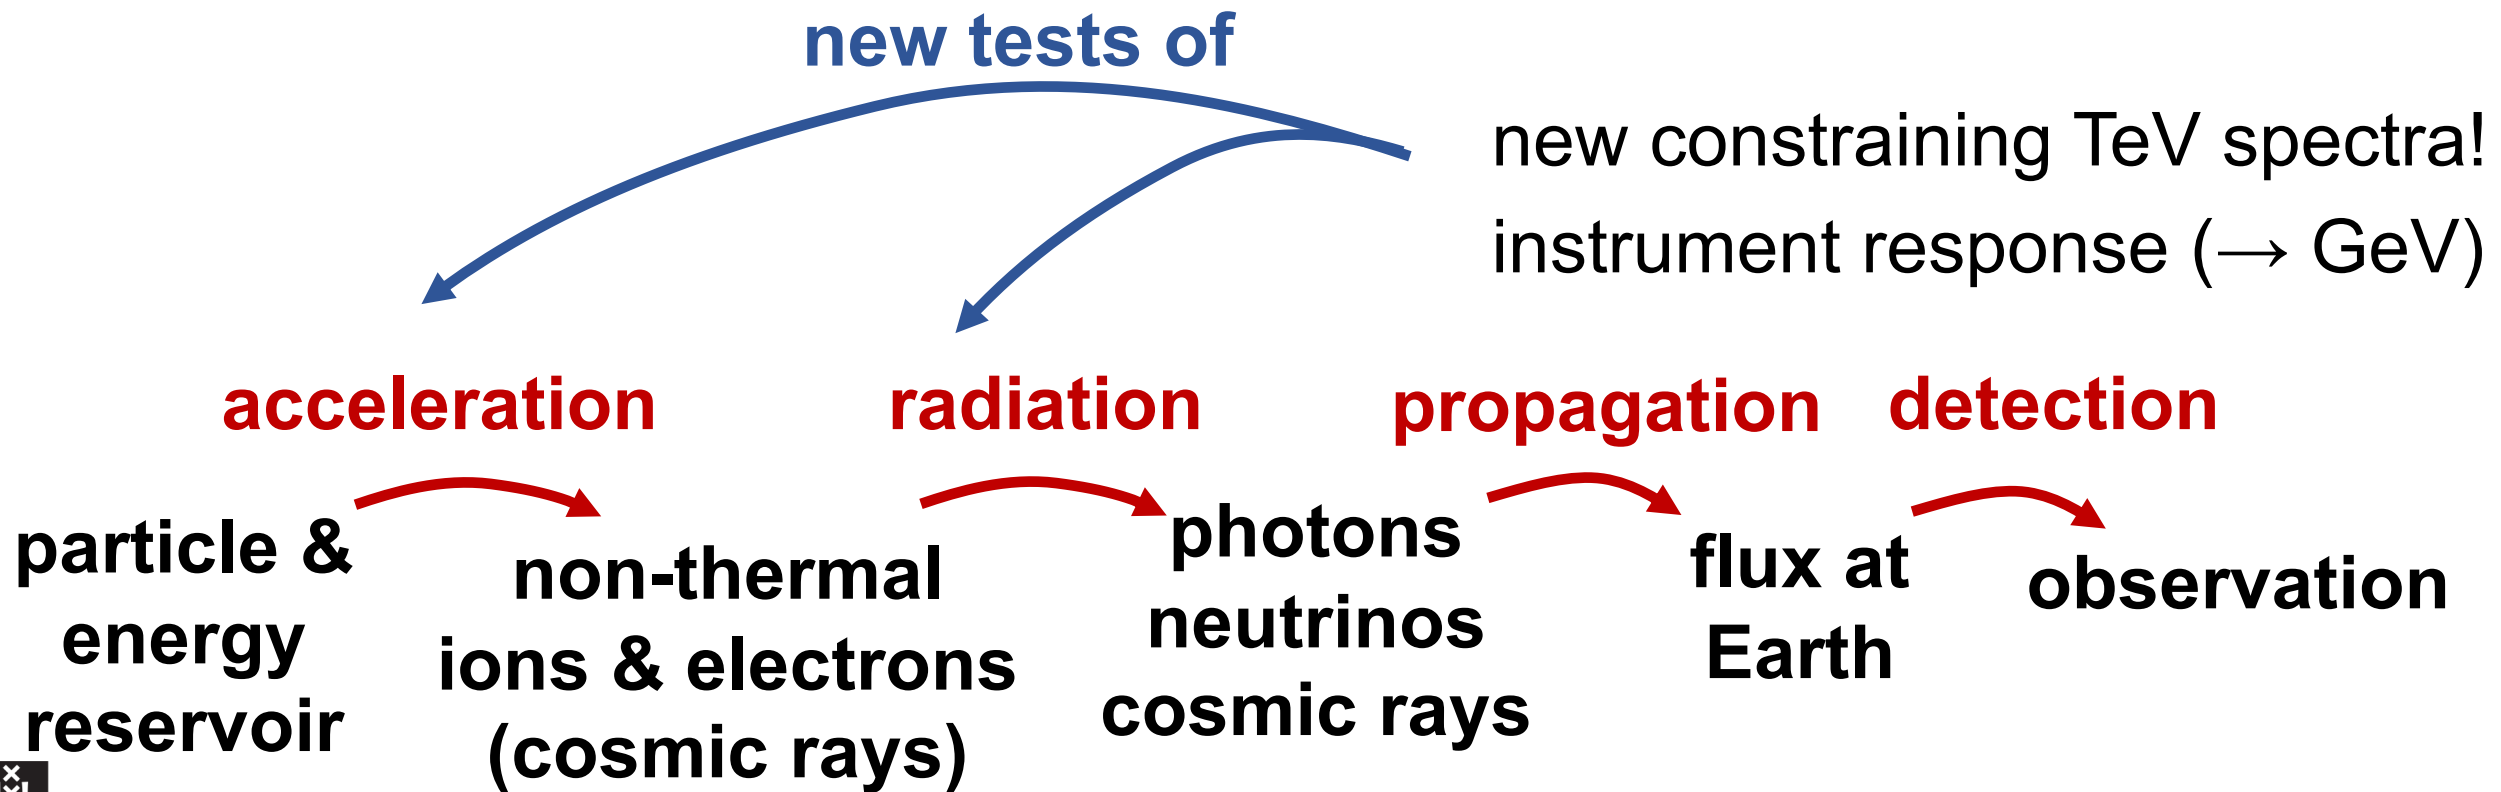 new tests of
new constraining TeV spectra!
instrument response (→ GeV)
acceleration
radiation
propagation
detection
particle &
energy
reservoir
non-thermal
ions & electrons
(cosmic rays)
photons
neutrinos
cosmic rays
flux at
Earth
observation